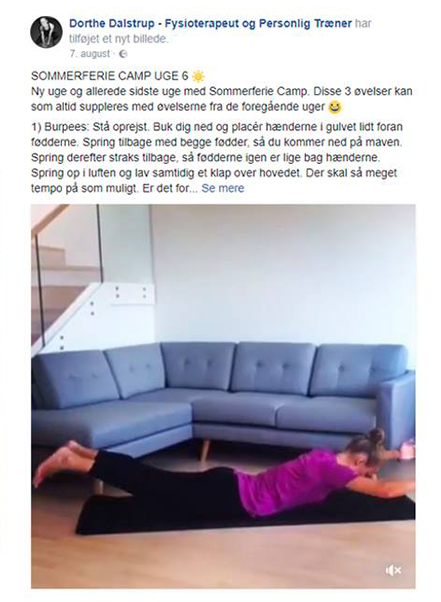 Dorthe Dalstrup - Fysioterapeut og Personlig Træner har
tilføjet et nyt billede.
7. august ·
SOMMERFERIE CAMP UGE 6 ☀️
Ny uge og allerede sidste uge med Sommerferie Camp. Disse 3 øvelser kan
som altid suppleres med øvelserne fra de foregående uger 😄
1) Burpees: Stå oprejst. Buk dig ned og placér hænderne i gulvet lidt foran
fødderne. Spring tilbage med begge fødder, så du kommer ned på maven.
Spring derefter straks tilbage, så fødderne igen er lige bag hænderne.
Spring op i luften og lav samtidig et klap over hovedet. Der skal så meget
tempo på som muligt. Er det for... Se mere